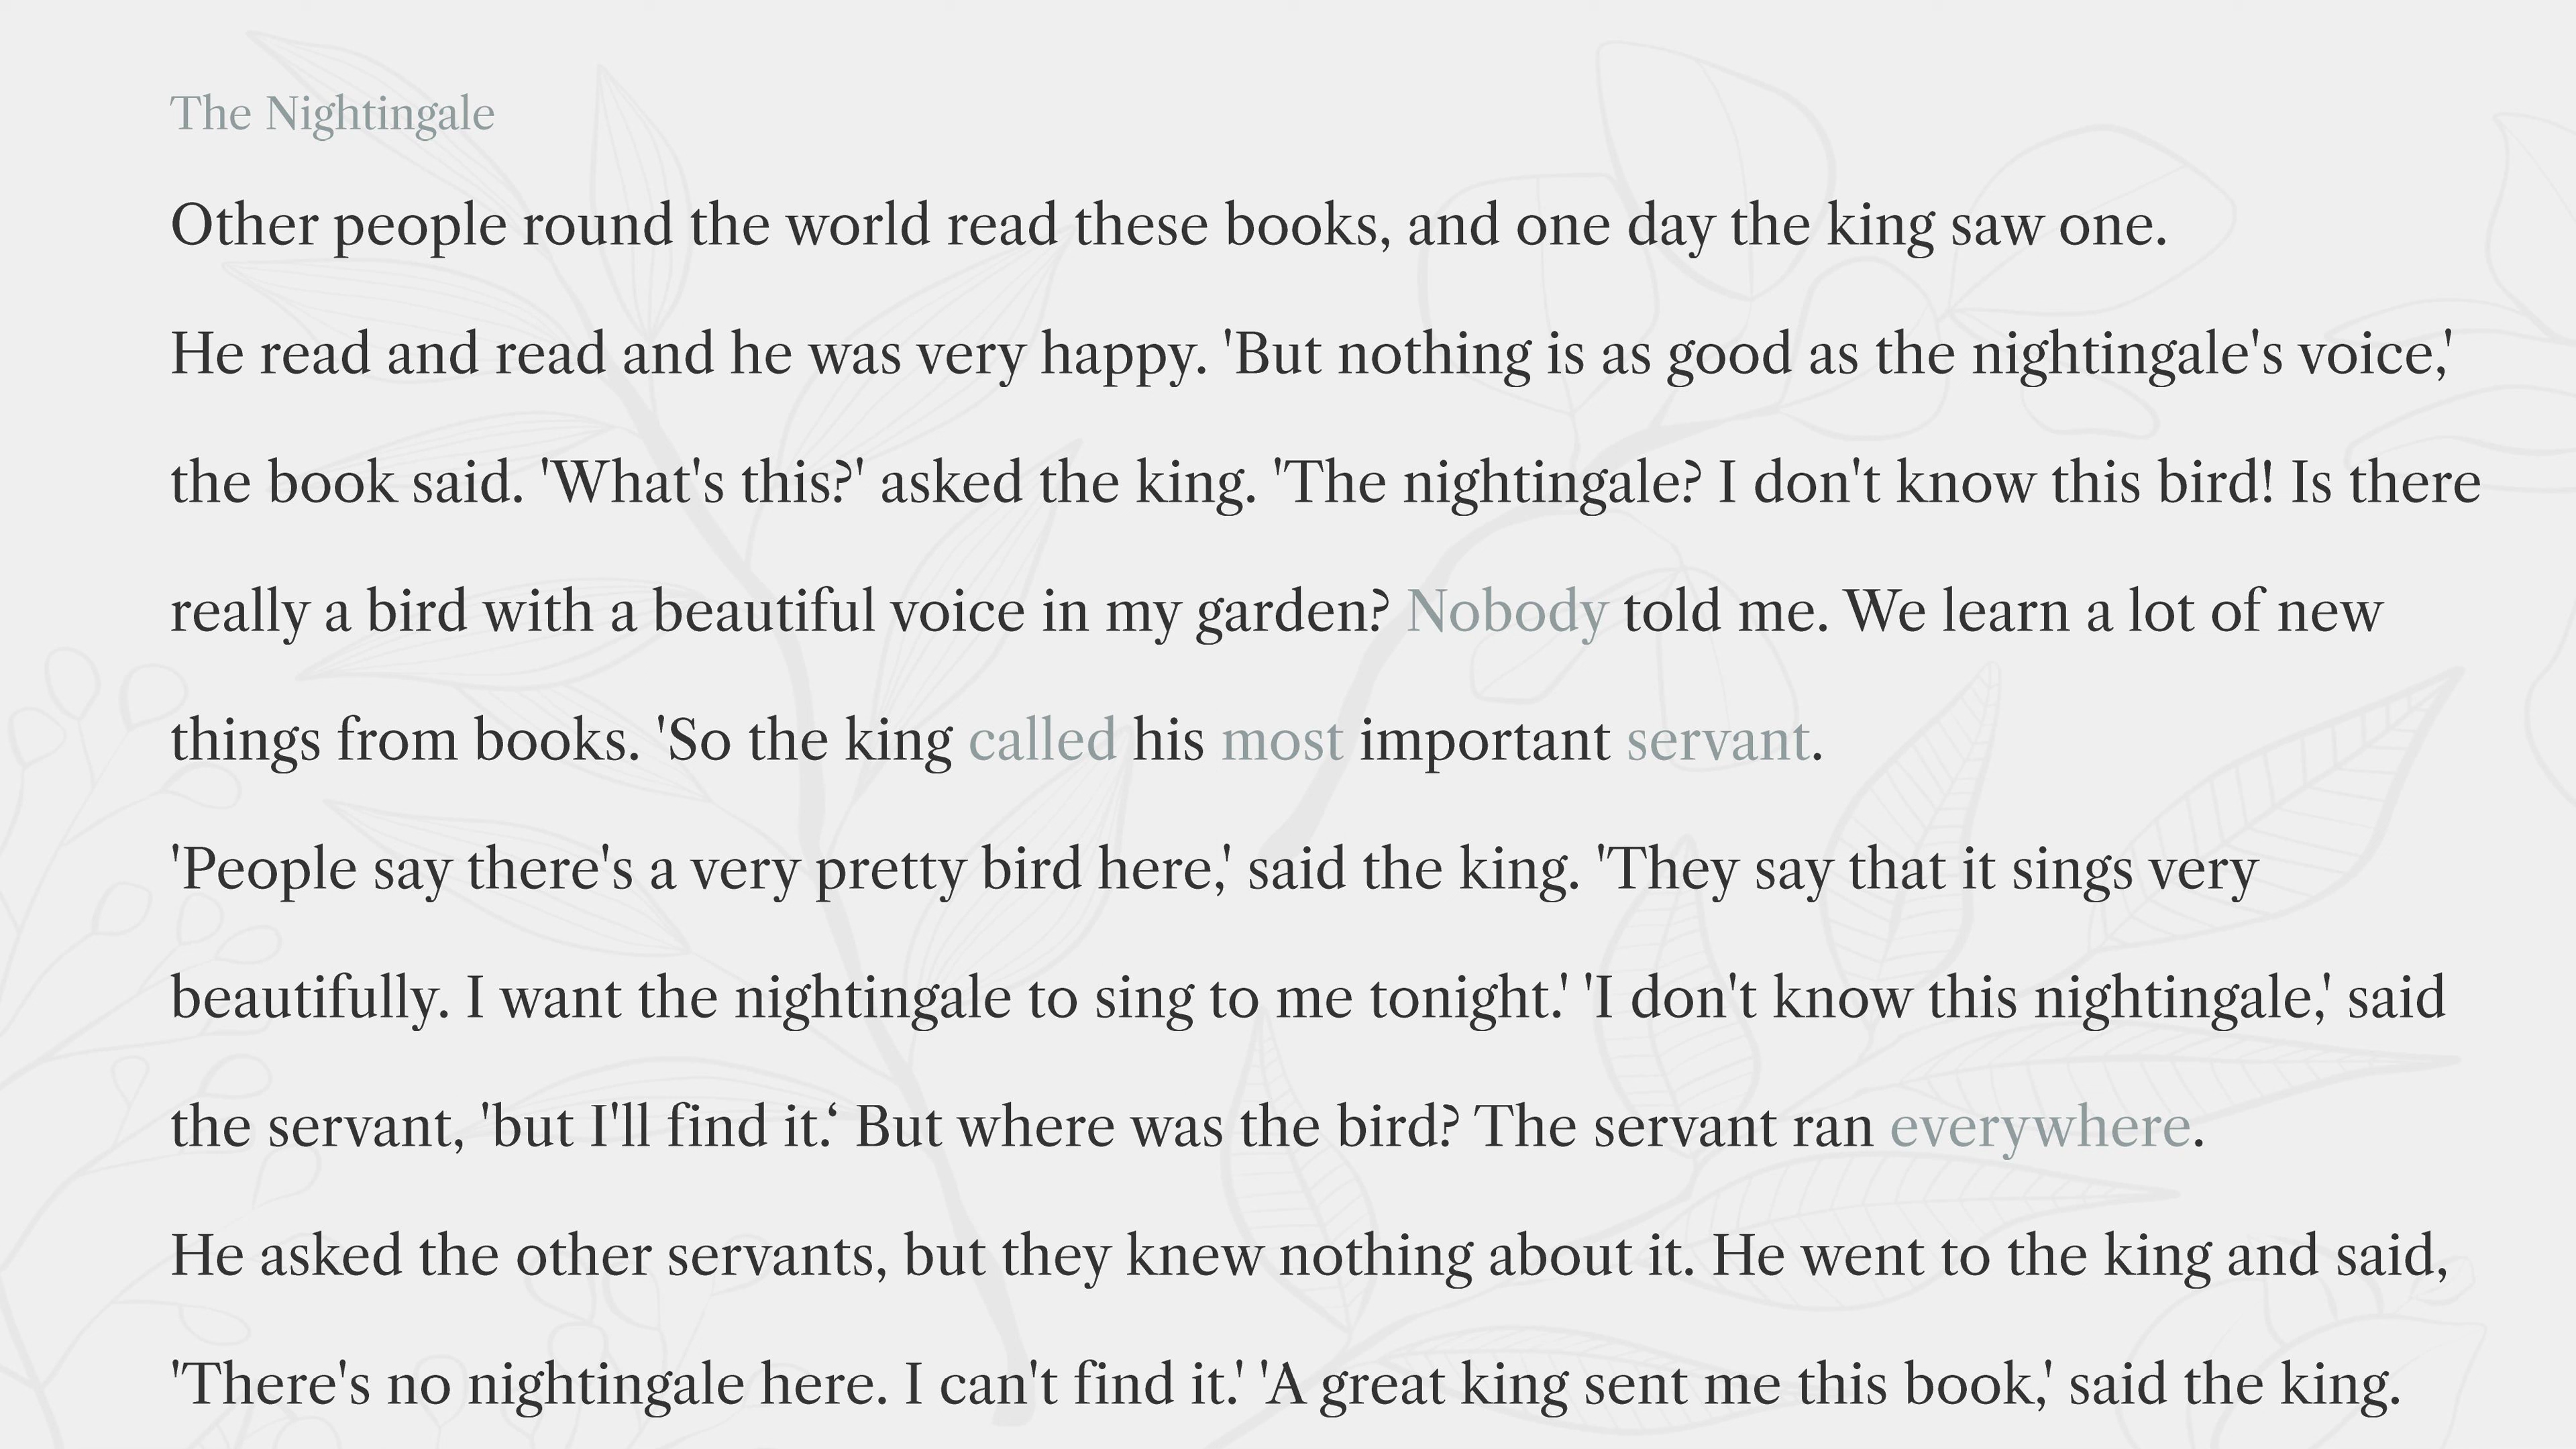 The Nightingale
Other people round the world read these books, and one day the king saw one.
He read and read and he was very happy. 'But nothing is as good as the nightingale's voice,'
the book said. 'What's this?' asked the king. 'The nightingale? I don't know this bird! Is there
really a bird with a beautiful voice in my garden? Nobody told me. We learn a lot of new
things from books. 'So the king called his most important servant.
'People say there's a very pretty bird here,' said the king. 'They say that it sings very
beautifully. I want the nightingale to sing to me tonight.' 'I don't know this nightingale,' said
the servant, 'but I'll find it.‘ But where was the bird? The servant ran everywhere.
He asked the other servants, but they knew nothing about it. He went to the king and said,
'There's no nightingale here. I can't find it.' 'A great king sent me this book,' said the king.